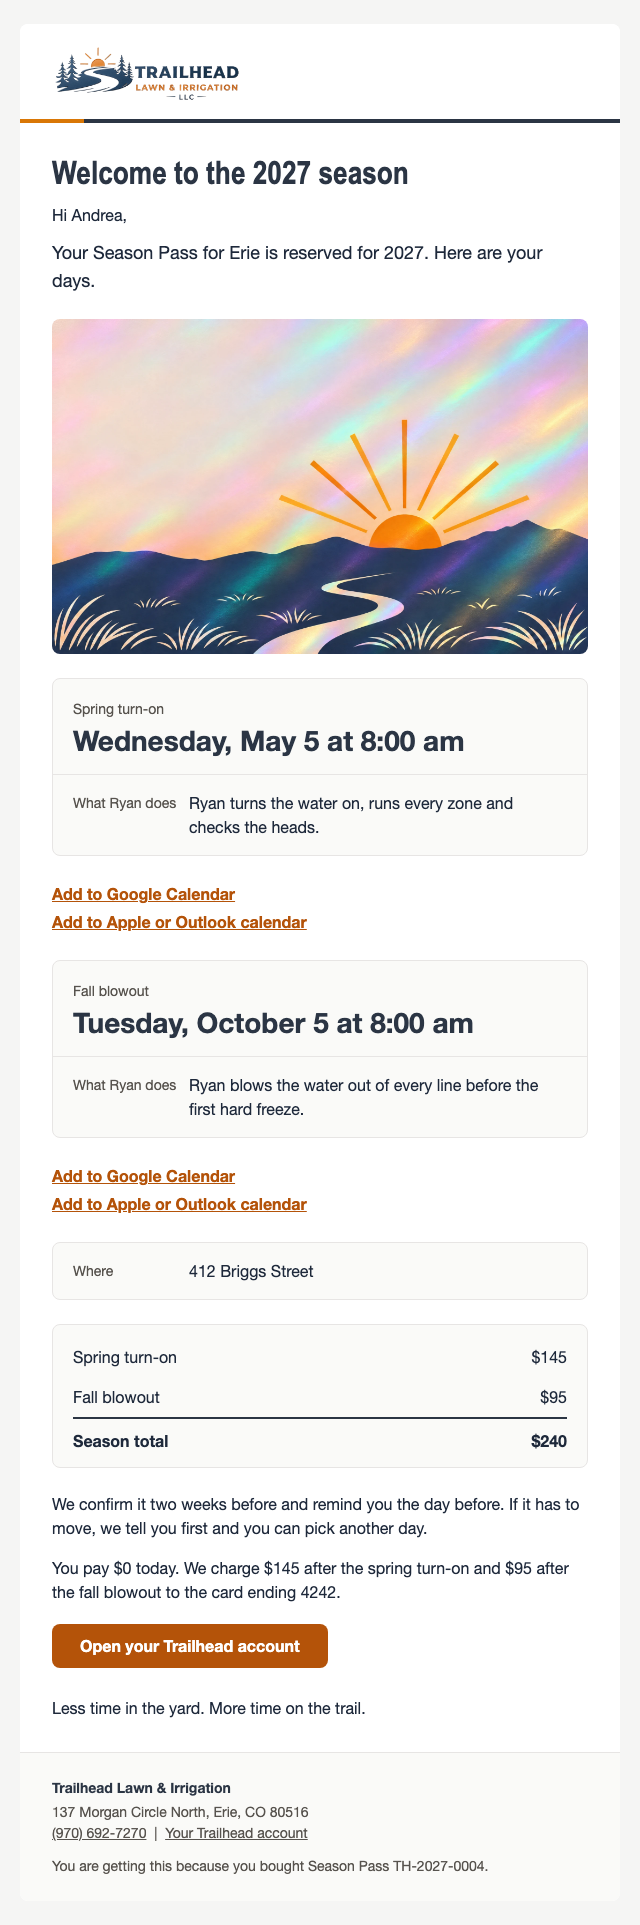 TRAILHEAD
LAWN & IRRIGATION
LLC
Welcome to the 2027 season
Hi Andrea,
Your Season Pass for Erie is reserved for 2027. Here are your
days.
Spring turn-on
Wednesday, May 5 at 8:00 am
What Ryan does Ryan turns the water on, runs every zone and
checks the heads.
Add to Google Calendar
Add to Apple or Outlook calendar
Fall blowout
Tuesday, October 5 at 8:00 am
What Ryan does Ryan blows the water out of every line before the
first hard freeze.
Add to Google Calendar
Add to Apple or Outlook calendar
Where 412 Briggs Street
Spring turn-on $145
Fall blowout $95
Season total $240
We confirm it two weeks before and remind you the day before. If it has to
move, we tell you first and you can pick another day.
You pay $0 today. We charge $145 after the spring turn-on and $95 after
the fall blowout to the card ending 4242.
Open your Trailhead account
Less time in the yard. More time on the trail.
Trailhead Lawn & Irrigation
137 Morgan Circle North, Erie, CO 80516
(970) 692-7270 | Your Trailhead account
You are getting this because you bought Season Pass TH-2027-0004.